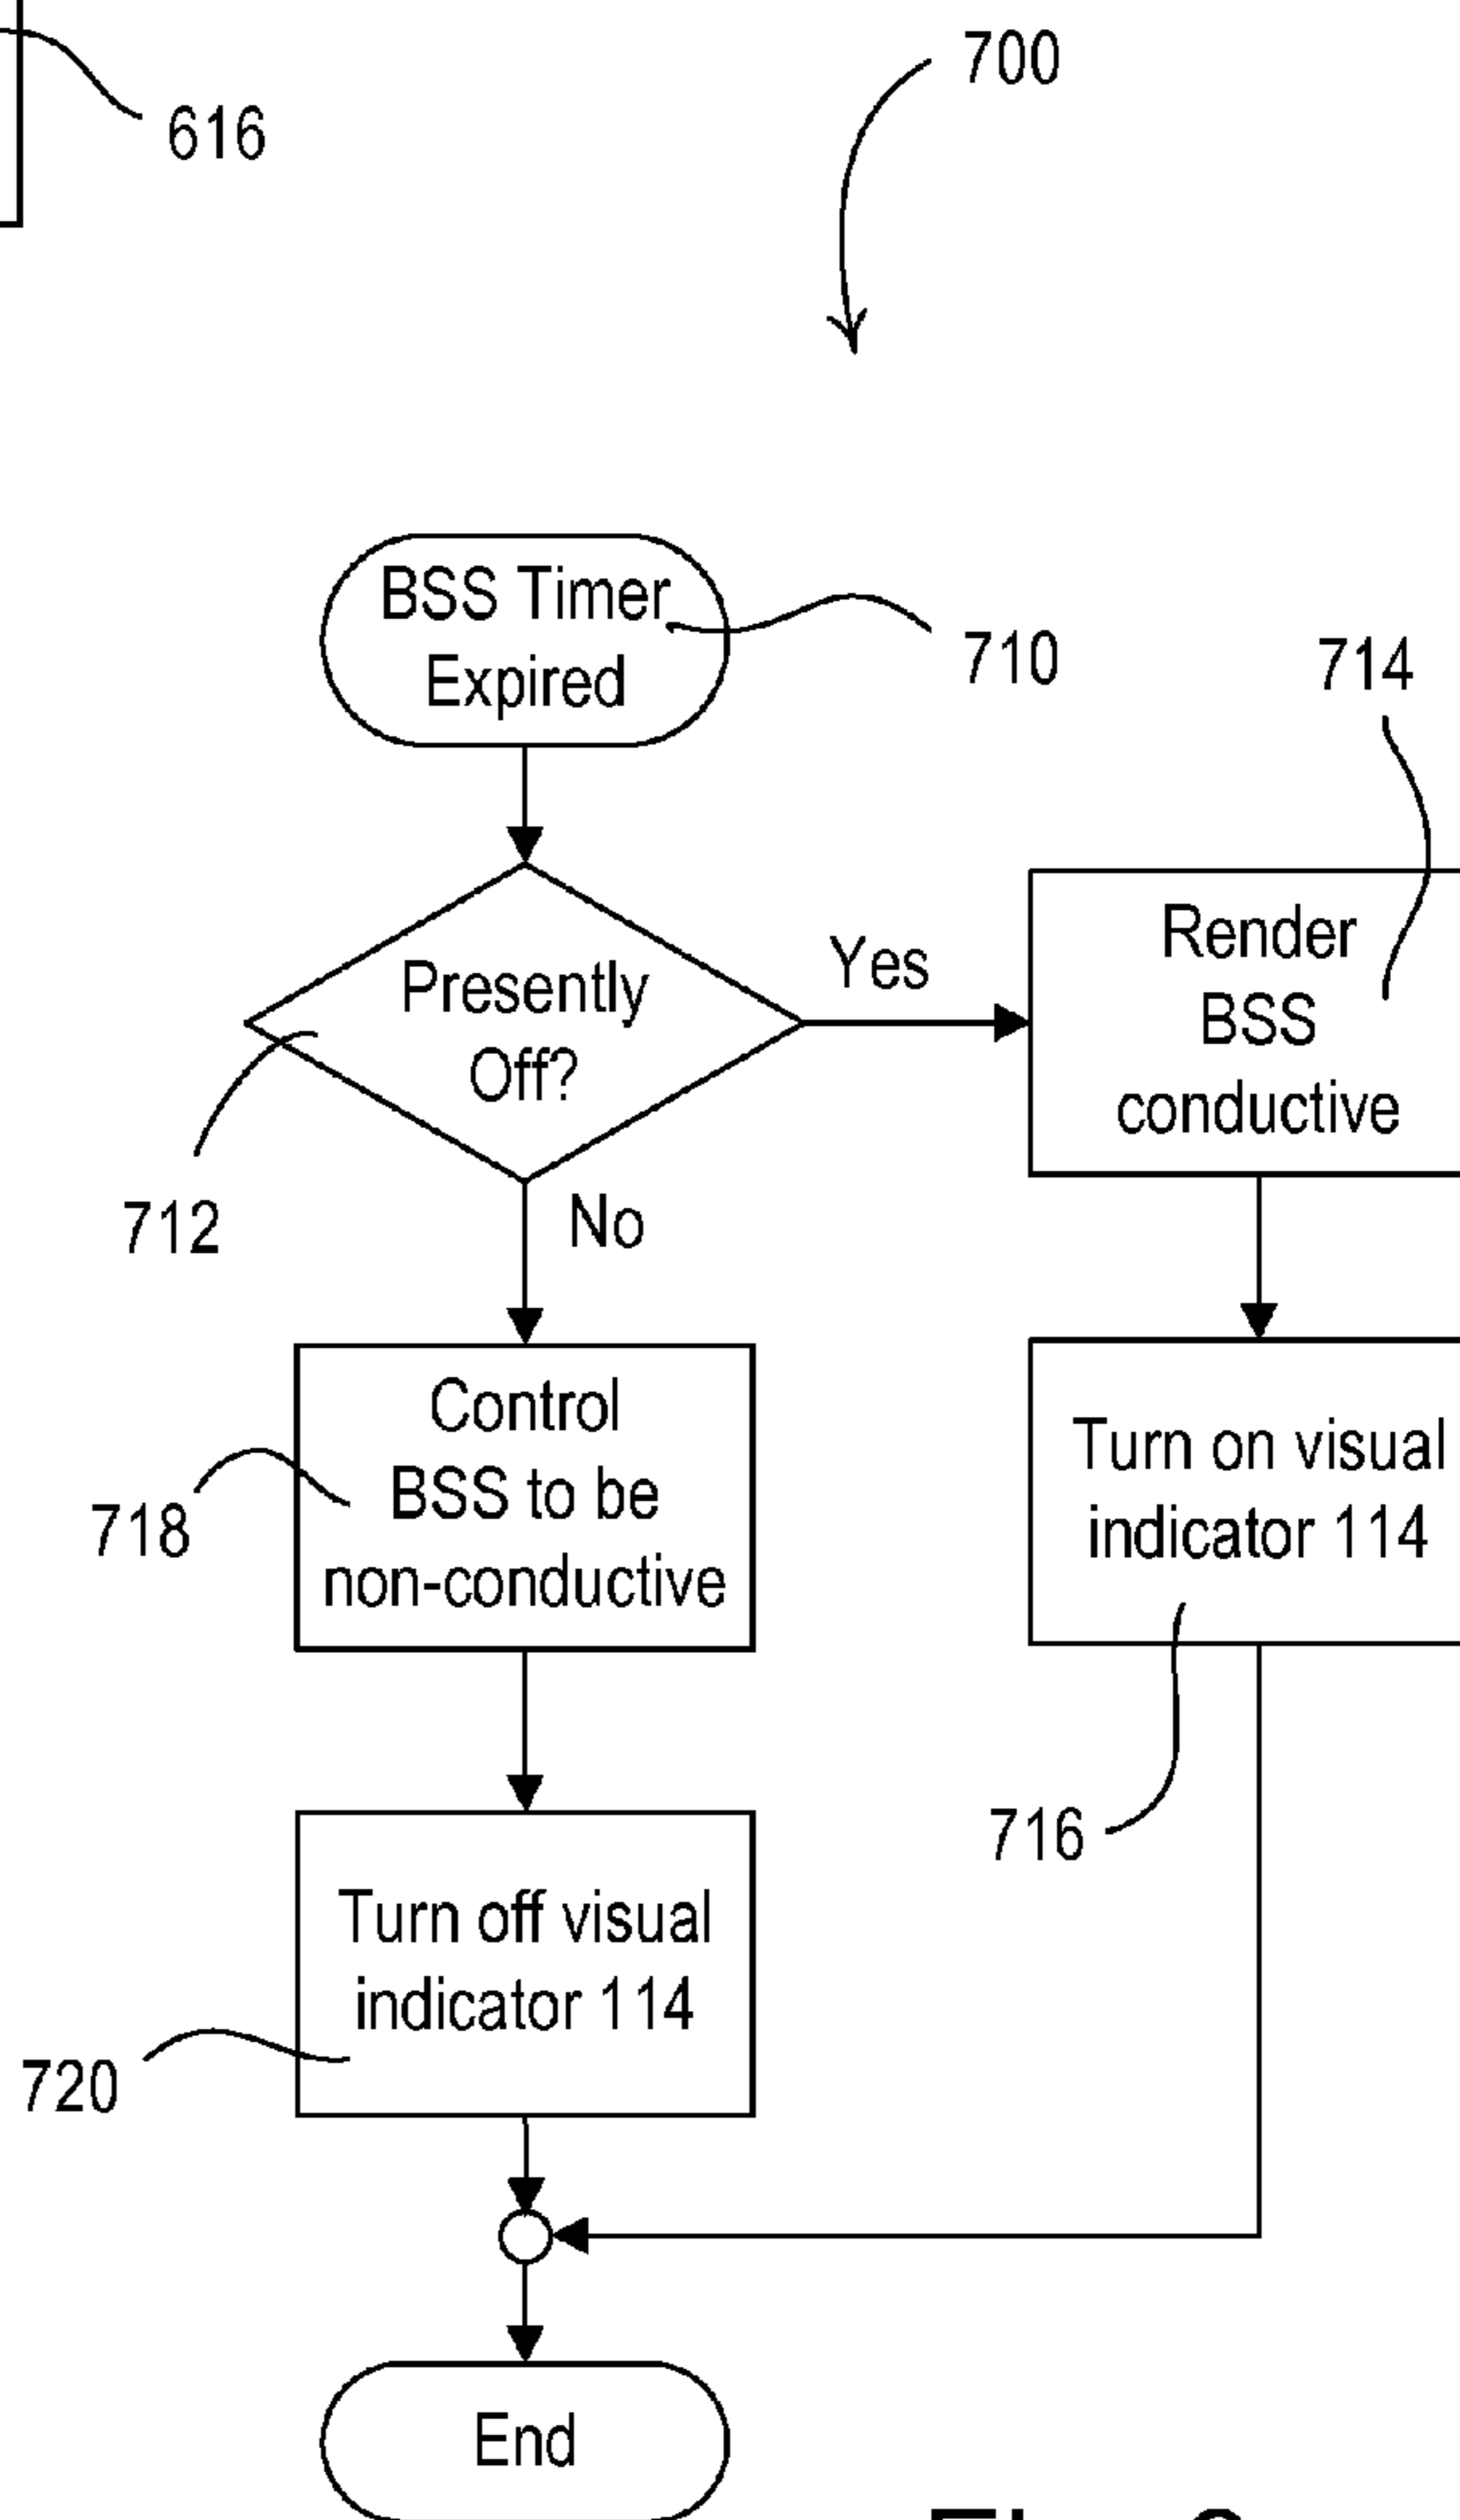 700
616
BSS Timer
Expired
710
714
Presently
Off?
Yes
Render
BSS
conductive
712
No
Control
BSS to be
non-conductive
718
Turn on visual
indicator 114
716
Turn off visual
indicator 114
720
End